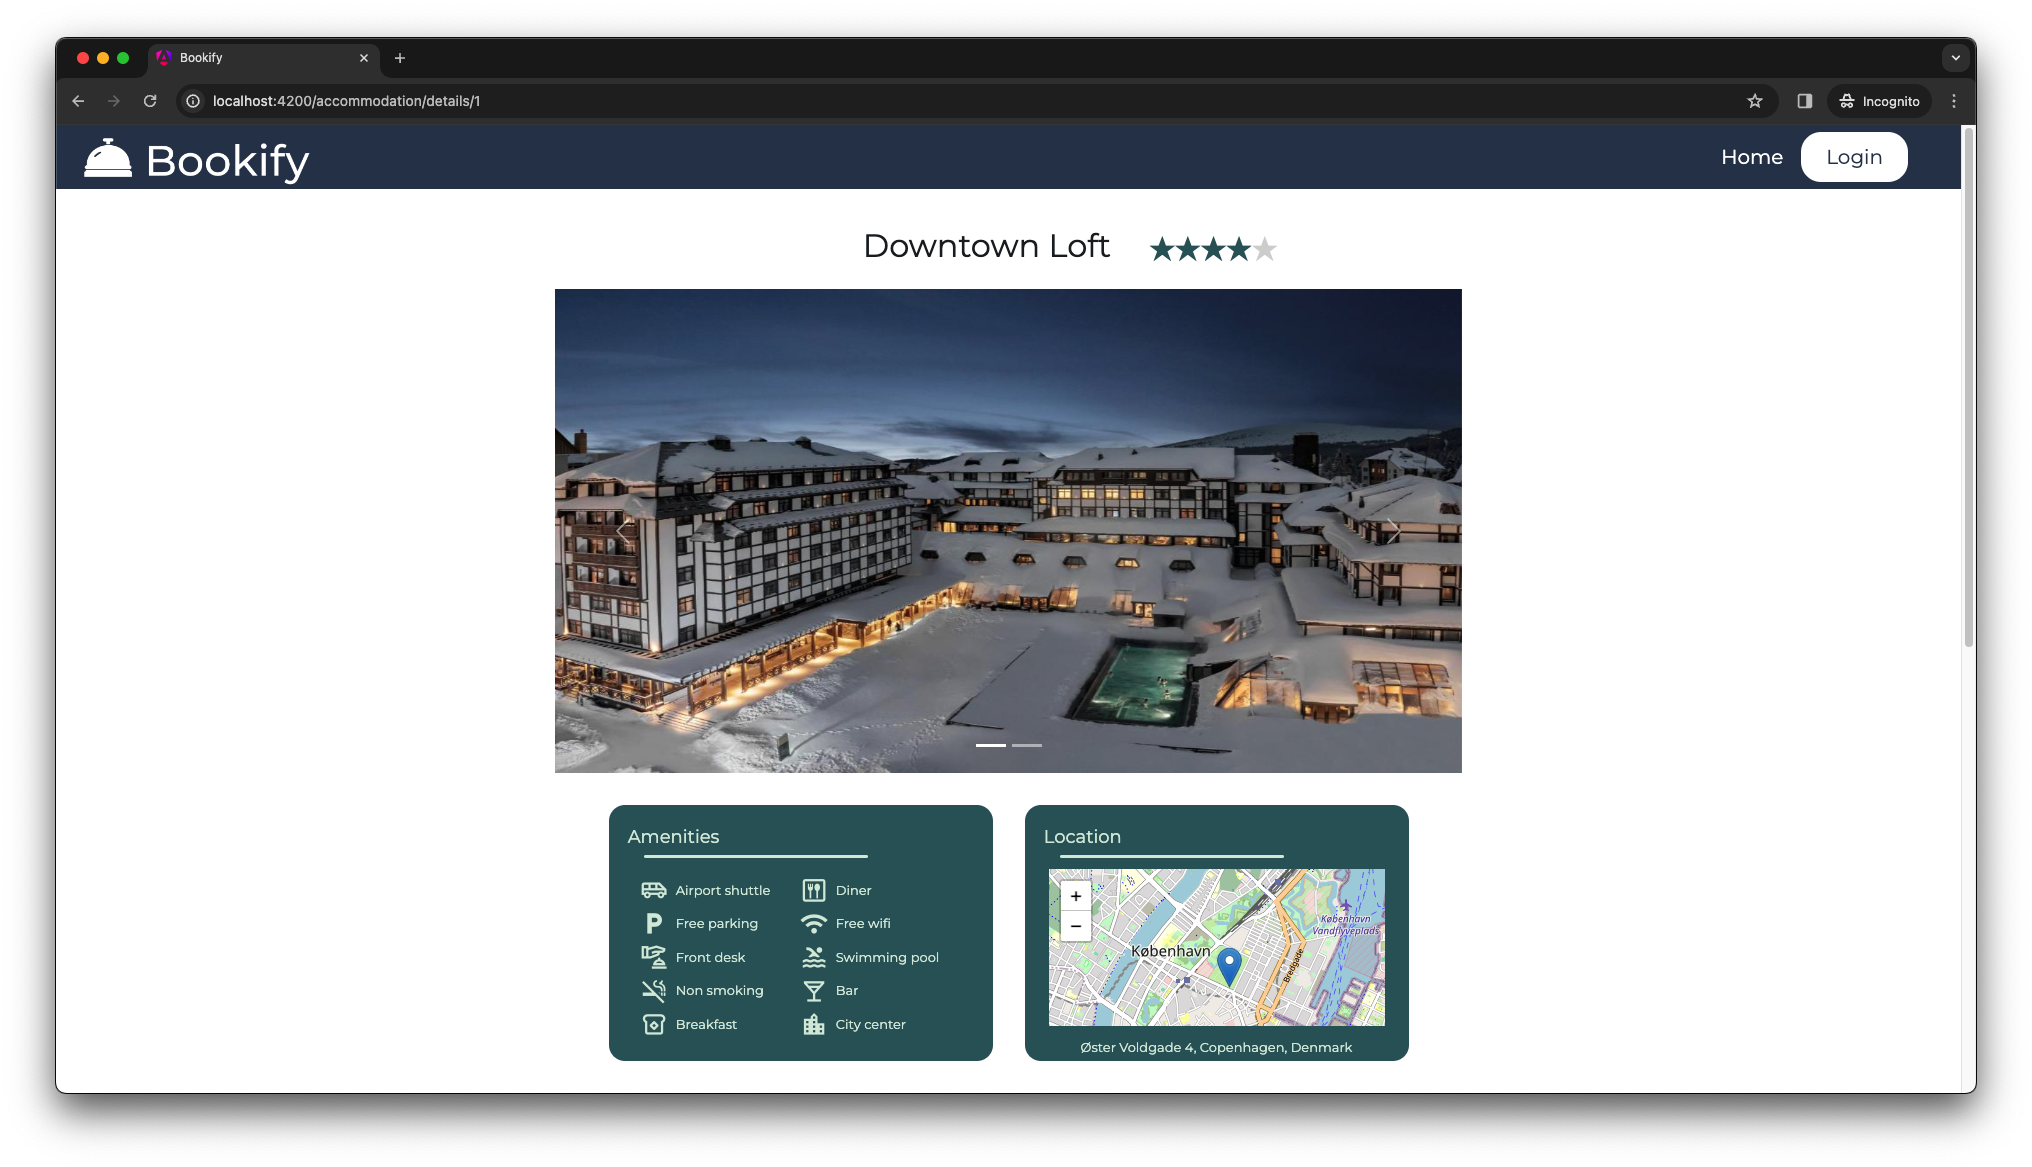 Bookify
localhost:4200/accommodation/details/1
Incognito
Bookify
Home
Login
Downtown Loft
Amenities
Airport shuttle
Diner
Free parking
Free wifi
Front desk
Swimming pool
Non smoking
Bar
Breakfast
City center
Location
+
−
København
Vandflyveplads
København
Bredgade
Øster Voldgade 4, Copenhagen, Denmark